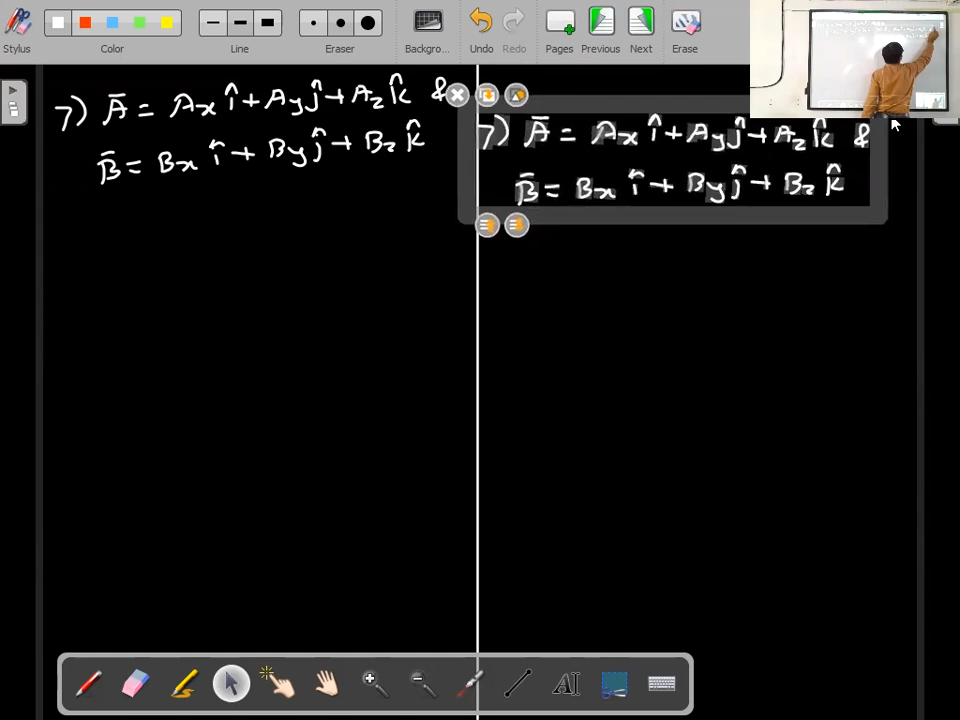 Stylus Color Line Eraser Backgro... Undo Redo Pages Previous Next Erase
7) Ā = Ax î + Ay ĵ + Az k̂ &
B̄ = Bx î + By ĵ + Bz k̂
7) Ā = Ax î + Ay ĵ + Az k̂ &
B̄ = Bx î + By ĵ + Bz k̂